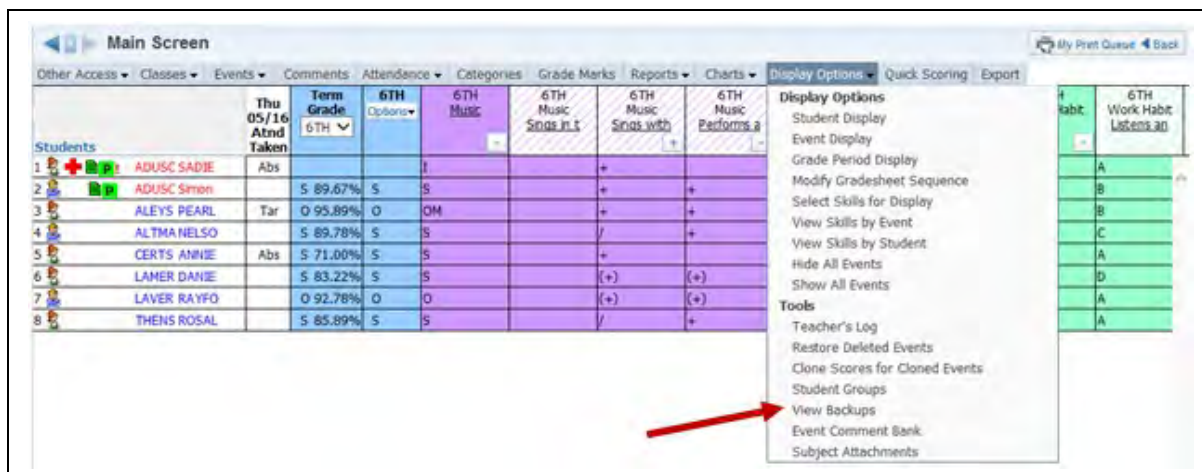 Main Screen
My Print Queue Back
Other Access Classes Events Comments Attendance Categories Grade Marks Reports Charts Display Options Quick Scoring Export
Students
Thu
05/16
Atnd
Taken
Term
Grade
6TH
6TH
Options
6TH
Music
6TH
Music
Sings in t
6TH
Music
Sings with
+
6TH
Music
Performs a
-
6TH
Work Habit
Listens an
1 p ! ADUSC SADIE Abs I + A
2 p ADUSC Simon S 89.67% S S + + B
3 ALEYS PEARL Tar O 95.89% O OM + + B
4 ALTMA NELSO S 89.78% S S / + C
5 CERTS ANNIE Abs S 71.00% S S + A
6 LAMER DANIE S 83.22% S S (+) (+) D
7 LAVER RAYFO O 92.78% O O (+) (+) A
8 THENS ROSAL S 85.89% S S / + A
Display Options
Student Display
Event Display
Grade Period Display
Modify Gradesheet Sequence
Select Skills for Display
View Skills by Event
View Skills by Student
Hide All Events
Show All Events
Tools
Teacher's Log
Restore Deleted Events
Clone Scores for Cloned Events
Student Groups
View Backups
Event Comment Bank
Subject Attachments